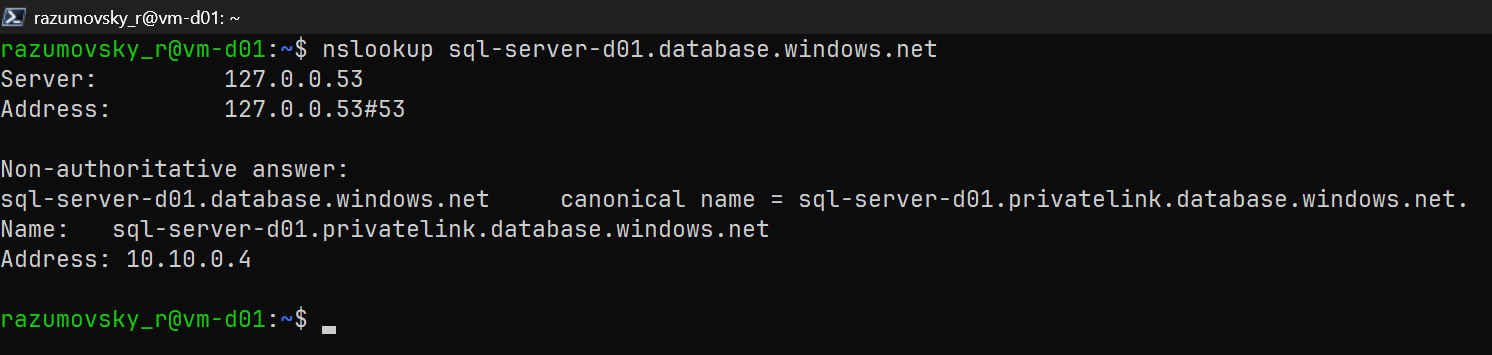 razumovsky_r@vm-d01: ~
razumovsky_r@vm-d01:~$ nslookup sql-server-d01.database.windows.net
Server:         127.0.0.53
Address:        127.0.0.53#53
Non-authoritative answer:
sql-server-d01.database.windows.net     canonical name = sql-server-d01.privatelink.database.windows.net.
Name:   sql-server-d01.privatelink.database.windows.net
Address: 10.10.0.4
razumovsky_r@vm-d01:~$